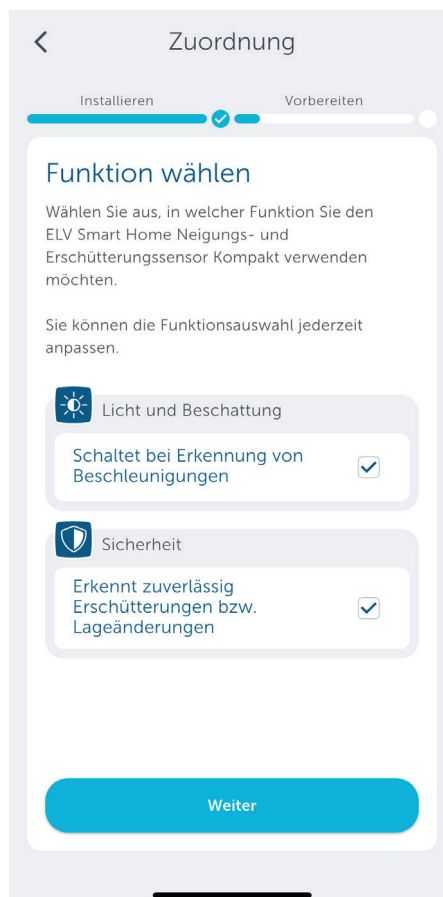 Zuordnung
Installieren
Vorbereiten
Funktion wählen
Wählen Sie aus, in welcher Funktion Sie den
ELV Smart Home Neigungs- und
Erschütterungssensor Kompakt verwenden
möchten.
Sie können die Funktionsauswahl jederzeit
anpassen.
Licht und Beschattung
Schaltet bei Erkennung von
Beschleunigungen
Sicherheit
Erkennt zuverlässig
Erschütterungen bzw.
Lageänderungen
Weiter